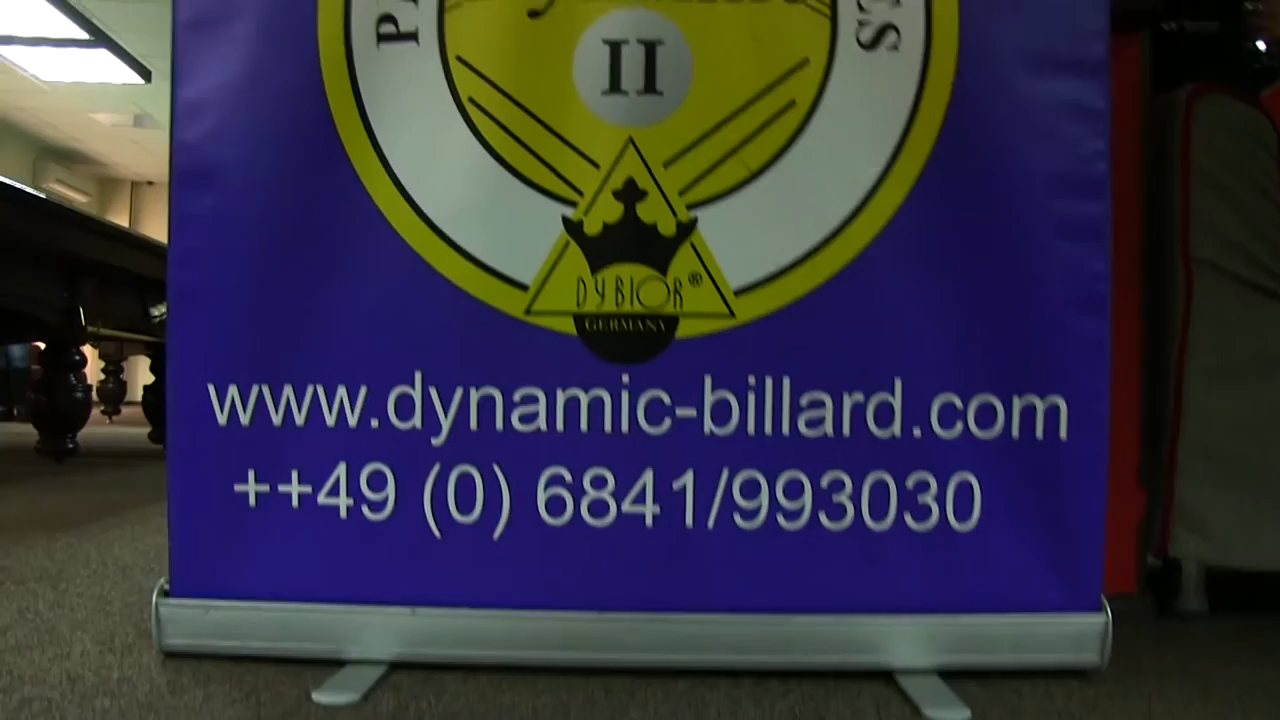 II
DYBIOR®
GERMANY
www.dynamic-billard.com
++49 (0) 6841/993030